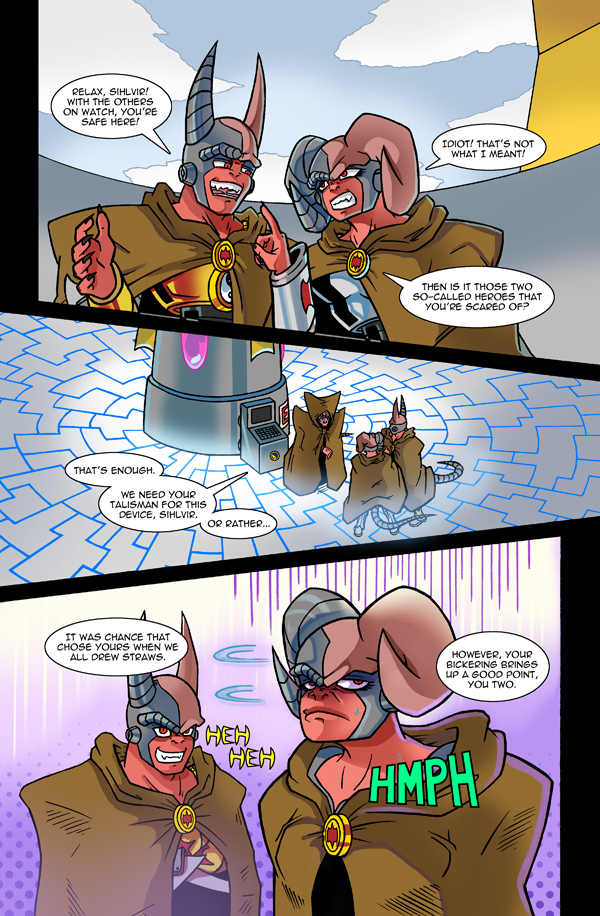 RELAX, SIHLVIR!
WITH THE OTHERS
ON WATCH, YOU'RE
SAFE HERE!
IDIOT! THAT'S NOT
WHAT I MEANT!
THEN IS IT THOSE TWO
SO-CALLED HEROES THAT
YOU'RE SCARED OF?
THAT'S ENOUGH.
WE NEED YOUR
TALISMAN FOR THIS
DEVICE, SIHLVIR.
OR RATHER...
IT WAS CHANCE THAT
CHOSE YOURS WHEN WE
ALL DREW STRAWS.
HEH
HEH
HOWEVER, YOUR
BICKERING BRINGS
UP A GOOD POINT,
YOU TWO.
HMPH